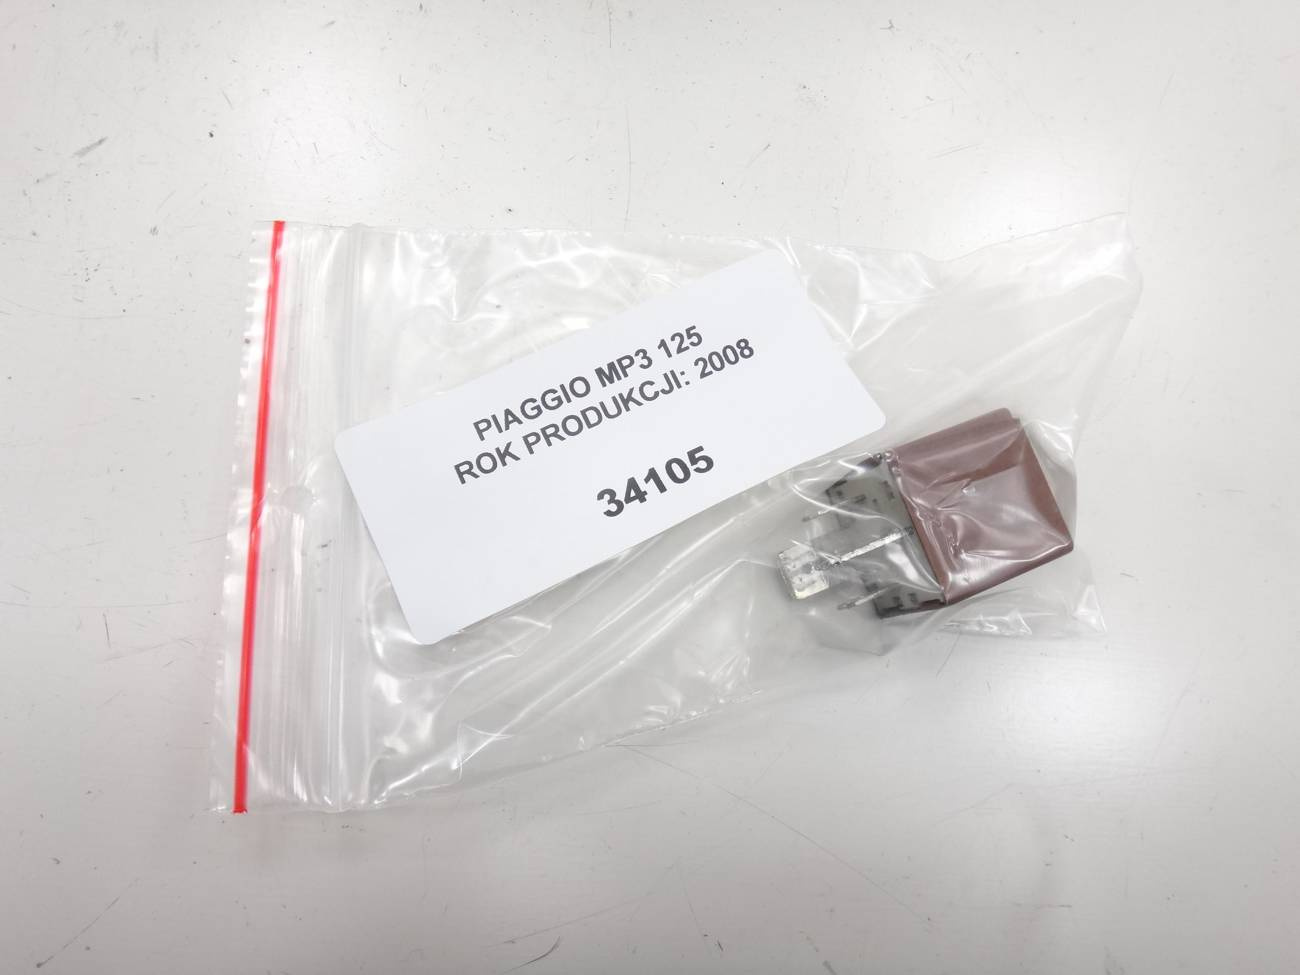 PIAGGIO MP3 125
ROK PRODUKCJI: 2008
34105